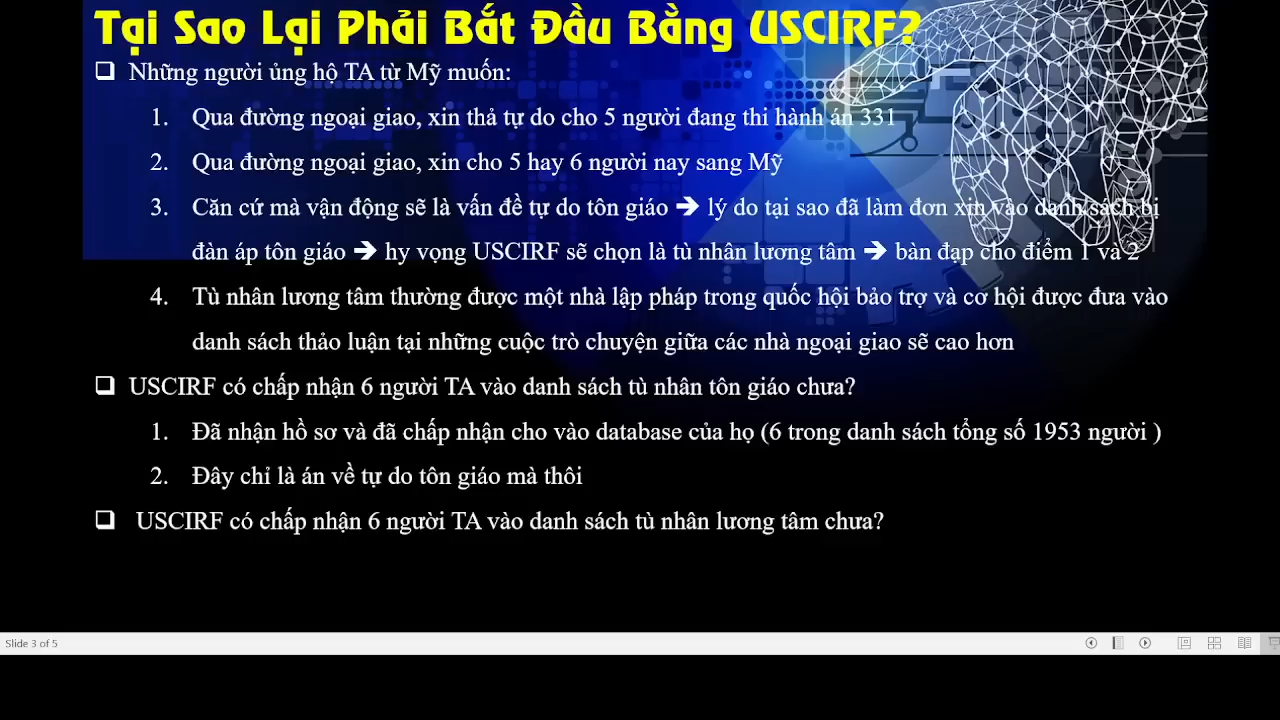 Tại Sao Lại Phải Bắt Đầu Bằng USCIRF?
❑ Những người ủng hộ TA từ Mỹ muốn:
1. Qua đường ngoại giao, xin thả tự do cho 5 người đang thi hành án 331
2. Qua đường ngoại giao, xin cho 5 hay 6 người nay sang Mỹ
3. Căn cứ mà vận động sẽ là vấn đề tự do tôn giáo ➔ lý do tại sao đã làm đơn xin vào danh sách bị
đàn áp tôn giáo ➔ hy vọng USCIRF sẽ chọn là tù nhân lương tâm ➔ bàn đạp cho điểm 1 và 2
4. Tù nhân lương tâm thường được một nhà lập pháp trong quốc hội bảo trợ và cơ hội được đưa vào
danh sách thảo luận tại những cuộc trò chuyện giữa các nhà ngoại giao sẽ cao hơn
❑ USCIRF có chấp nhận 6 người TA vào danh sách tù nhân tôn giáo chưa?
1. Đã nhận hồ sơ và đã chấp nhận cho vào database của họ (6 trong danh sách tổng số 1953 người )
2. Đây chỉ là án về tự do tôn giáo mà thôi
❑ USCIRF có chấp nhận 6 người TA vào danh sách tù nhân lương tâm chưa?
Slide 3 of 5